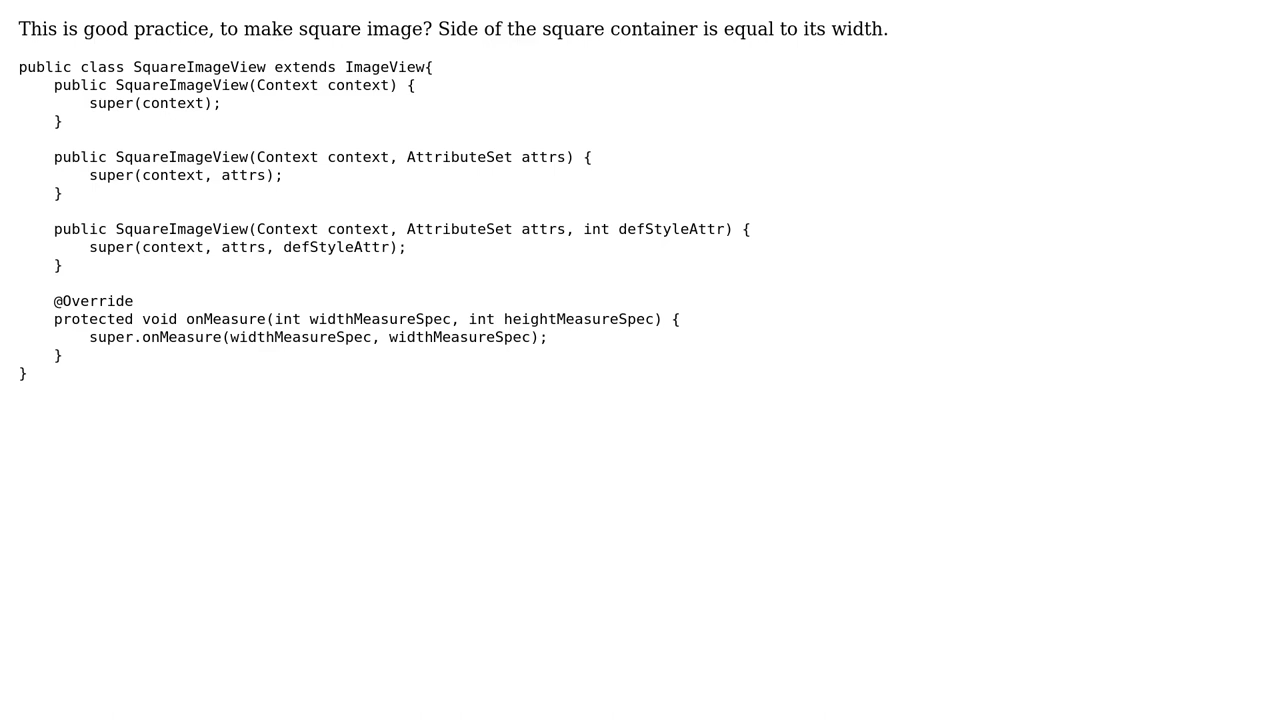 This is good practice, to make square image? Side of the square container is equal to its width.
public class SquareImageView extends ImageView{
    public SquareImageView(Context context) {
        super(context);
    }

    public SquareImageView(Context context, AttributeSet attrs) {
        super(context, attrs);
    }

    public SquareImageView(Context context, AttributeSet attrs, int defStyleAttr) {
        super(context, attrs, defStyleAttr);
    }

    @Override
    protected void onMeasure(int widthMeasureSpec, int heightMeasureSpec) {
        super.onMeasure(widthMeasureSpec, widthMeasureSpec);
    }
}